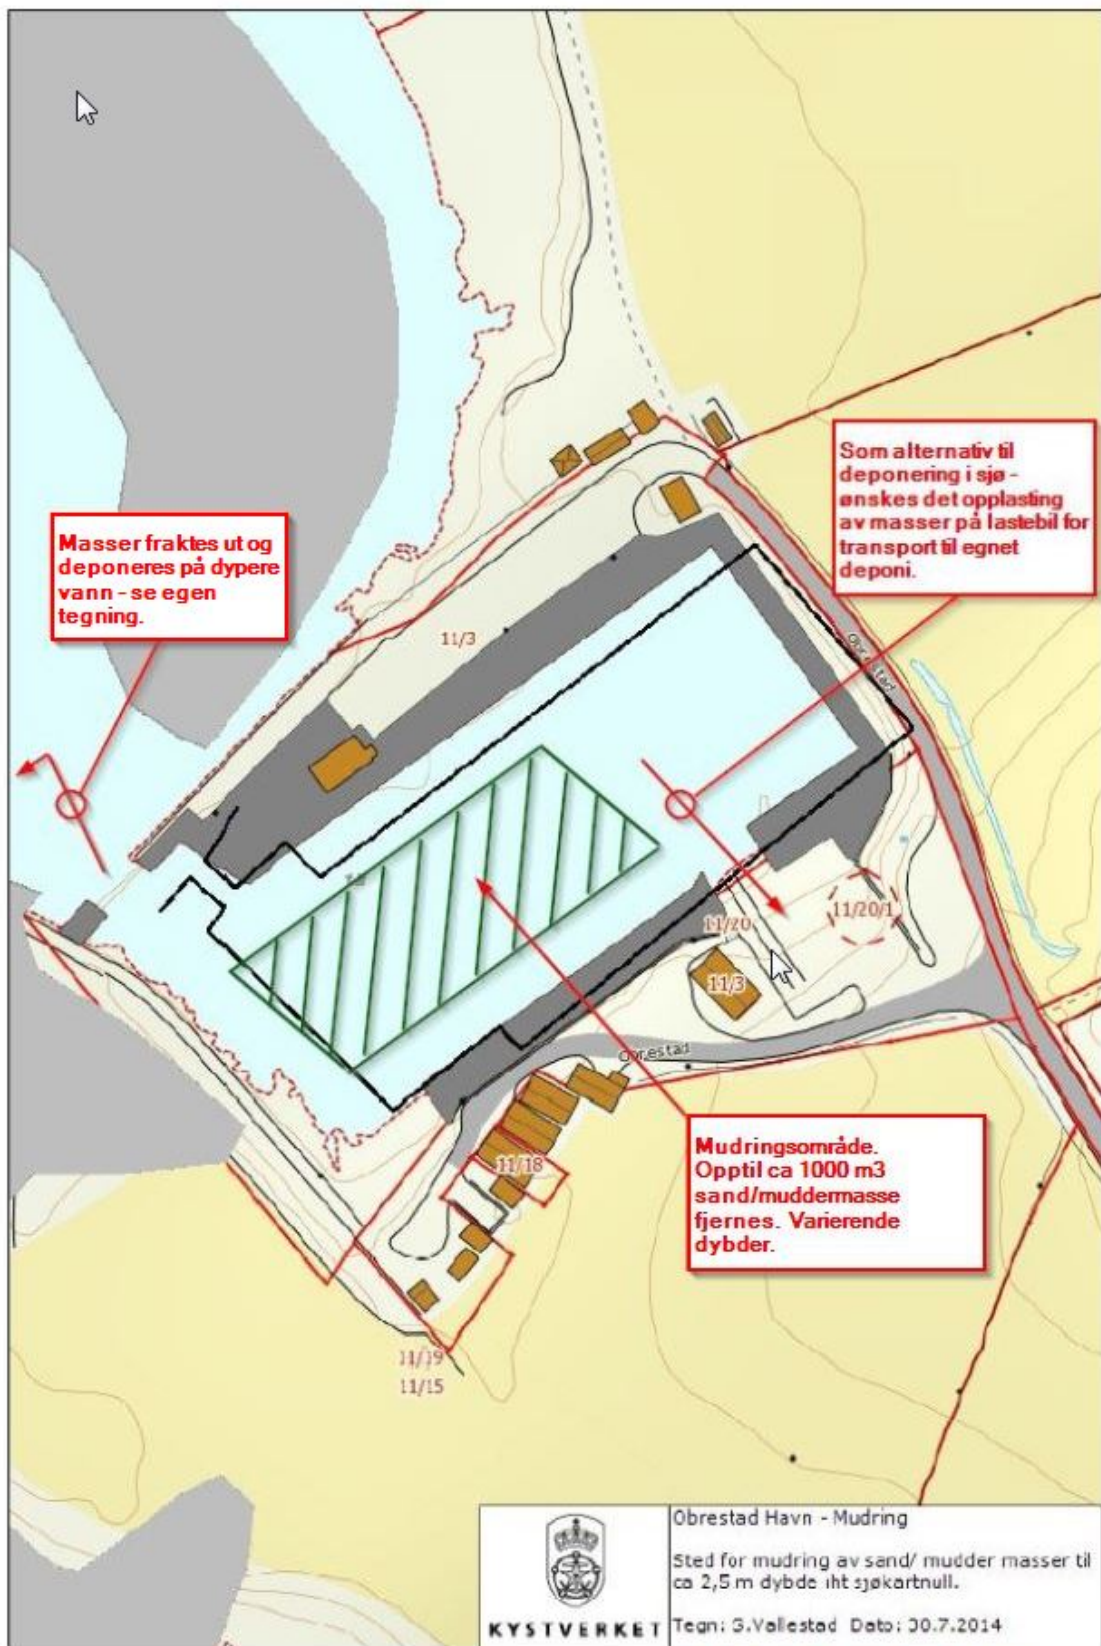 Som alternativ til
deponering i sjø -
ønskes det opplasting
av masser på lastebil for
transport til egnet
deponi.
Masser fraktes ut og
deponeres på dypere
vann - se egen
tegning.
11/3
Obrestad
11/20
11/20/1
11/3
Obrestad
Mudringsområde.
Opptil ca 1000 m3
sand/muddermasse
fjernes. Varierende
dybder.
11/18
11/19
11/15
KYSTVERKET
Obrestad Havn - Mudring
Sted for mudring av sand/ mudder masser til
ca 2,5 m dybde iht sjøkartnull.
Tegn: S.Vallestad Dato: 30.7.2014